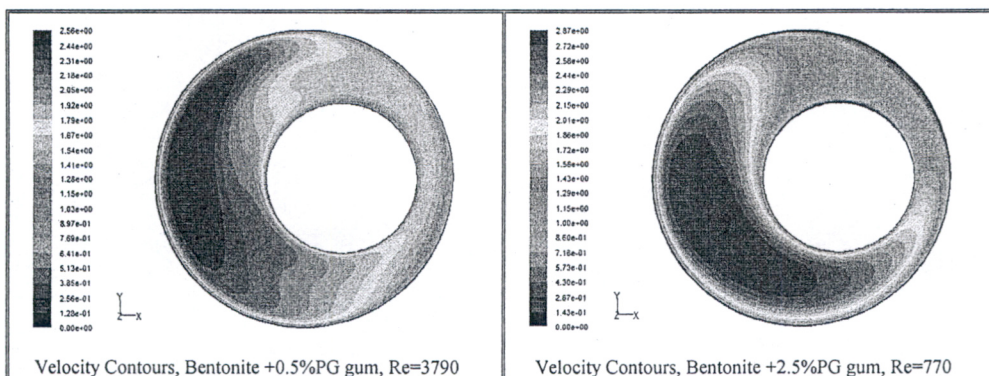 2.56e+00
2.44e+00
2.31e+00
2.18e+00
2.05e+00
1.92e+00
1.79e+00
1.67e+00
1.54e+00
1.41e+00
1.28e+00
1.15e+00
1.03e+00
8.97e-01
7.69e-01
6.41e-01
5.13e-01
3.85e-01
2.56e-01
1.28e-01
0.00e+00
Y
Z X
Velocity Contours, Bentonite +0.5%PG gum, Re=3790
2.87e+00
2.72e+00
2.58e+00
2.44e+00
2.29e+00
2.15e+00
2.01e+00
1.86e+00
1.72e+00
1.58e+00
1.43e+00
1.29e+00
1.15e+00
1.00e+00
8.60e-01
7.16e-01
5.73e-01
4.30e-01
2.87e-01
1.43e-01
0.00e+00
Y
Z X
Velocity Contours, Bentonite +2.5%PG gum, Re=770